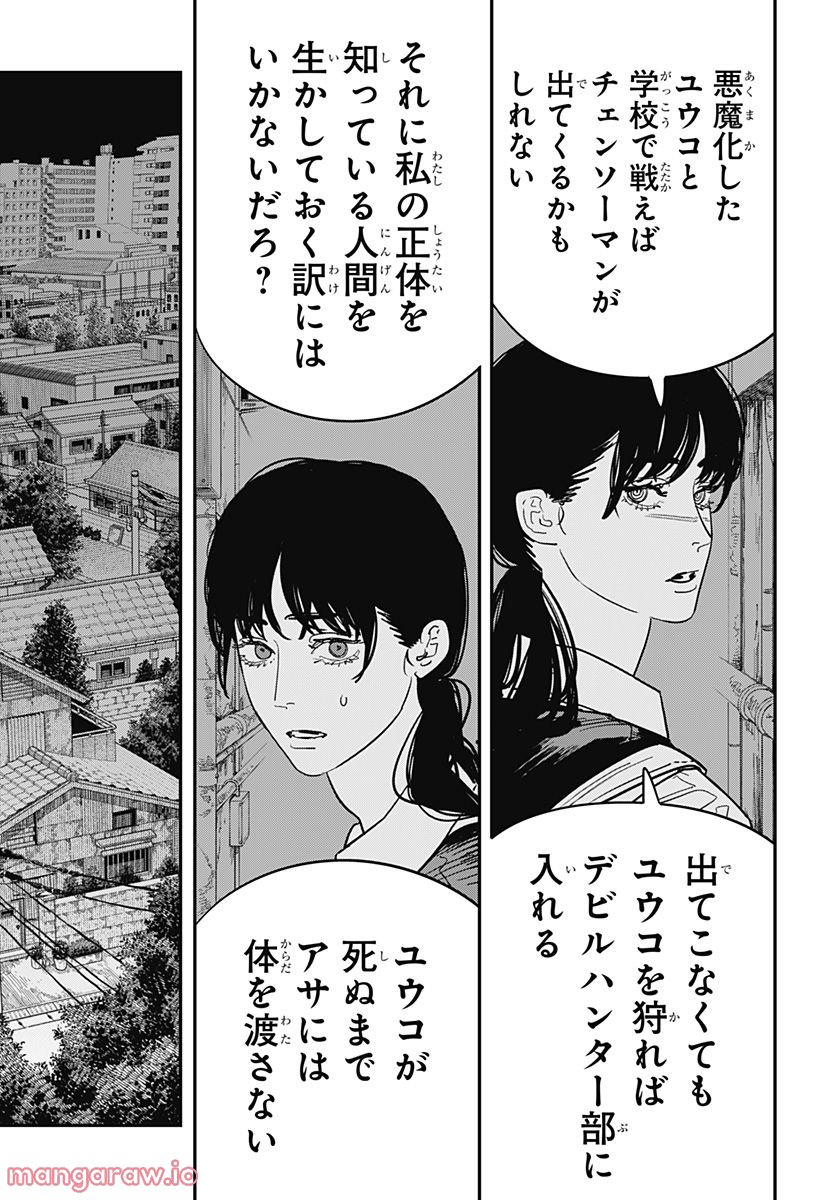 悪魔化した
ユウコと
学校で戦えば
チェンソーマンが
出てくるかも
しれない
出てこなくても
ユウコを狩れば
デビルハンター部に
入れる
それに私の正体を
知っている人間を
生かしておく訳には
いかないだろ？
ユウコが
死ぬまで
アサには
体を渡さない
mangaraw.io